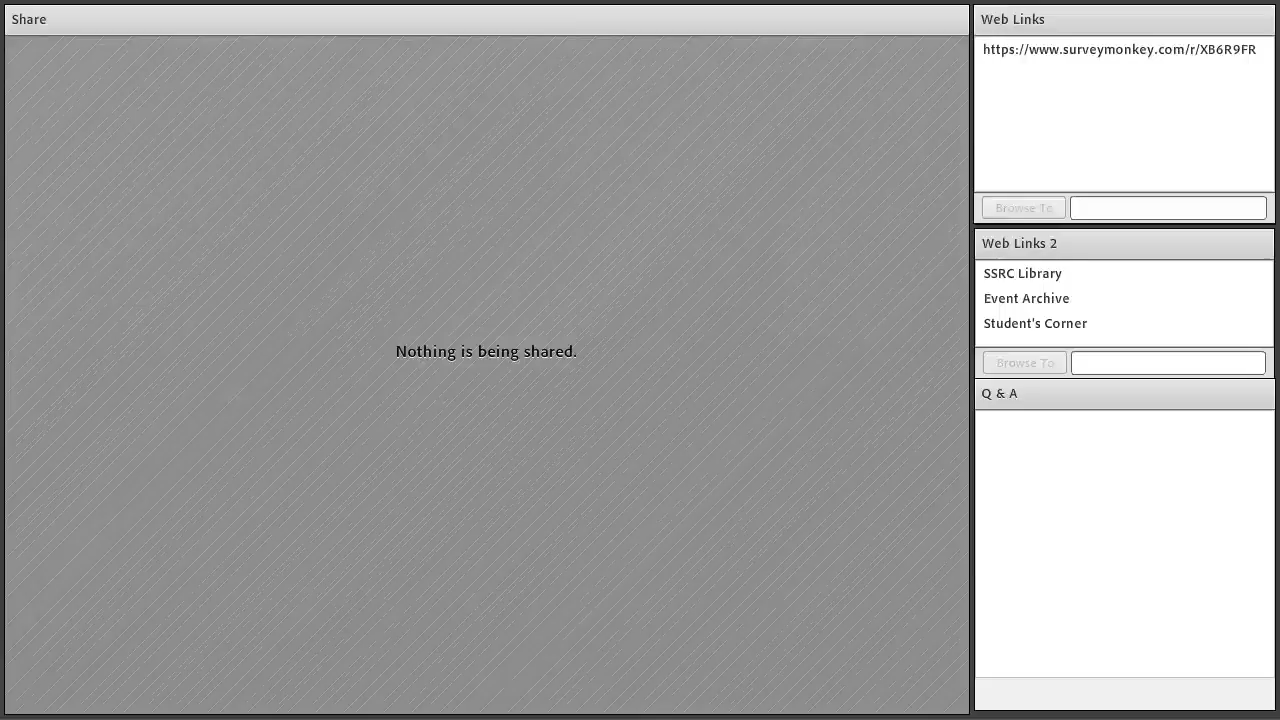 Share
Nothing is being shared.
Web Links
https://www.surveymonkey.com/r/XB6R9FR
Browse To
Web Links 2
SSRC Library
Event Archive
Student's Corner
Browse To
Q & A